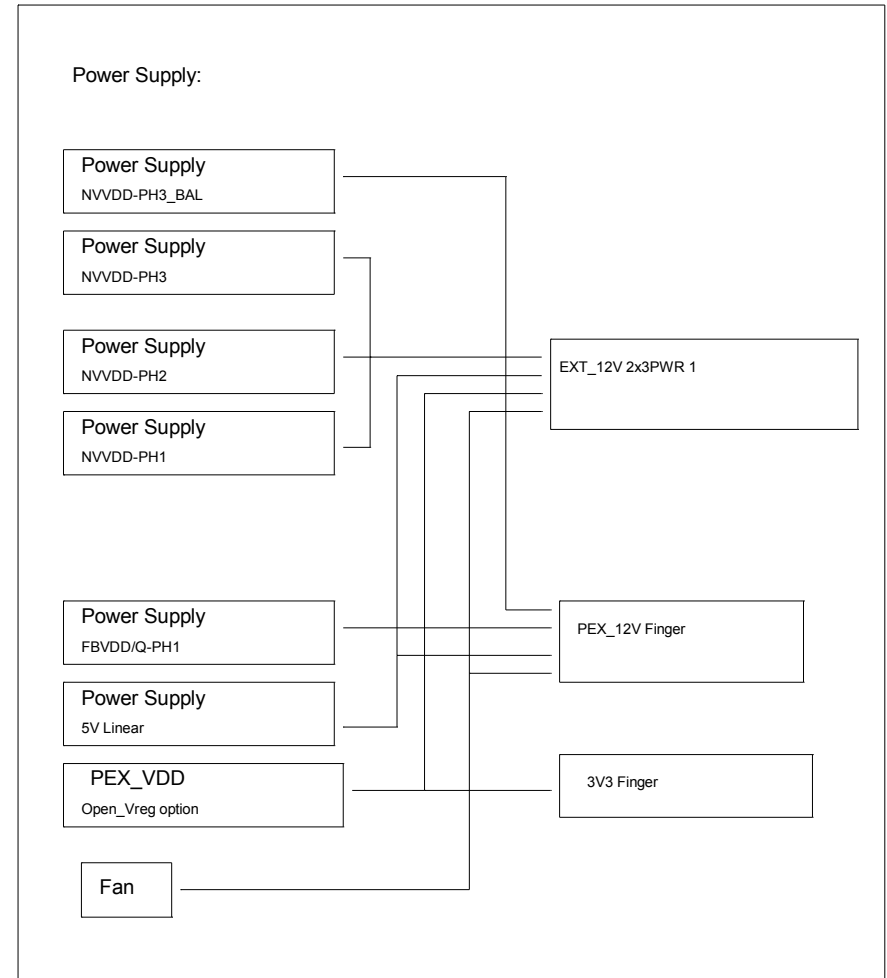 Power Supply:
Power Supply
NVVDD-PH3_BAL
Power Supply
NVVDD-PH3
Power Supply
NVVDD-PH2
EXT_12V 2x3PWR 1
Power Supply
NVVDD-PH1
Power Supply
FBVDD/Q-PH1
PEX_12V Finger
Power Supply
5V Linear
PEX_VDD
Open_Vreg option
3V3 Finger
Fan